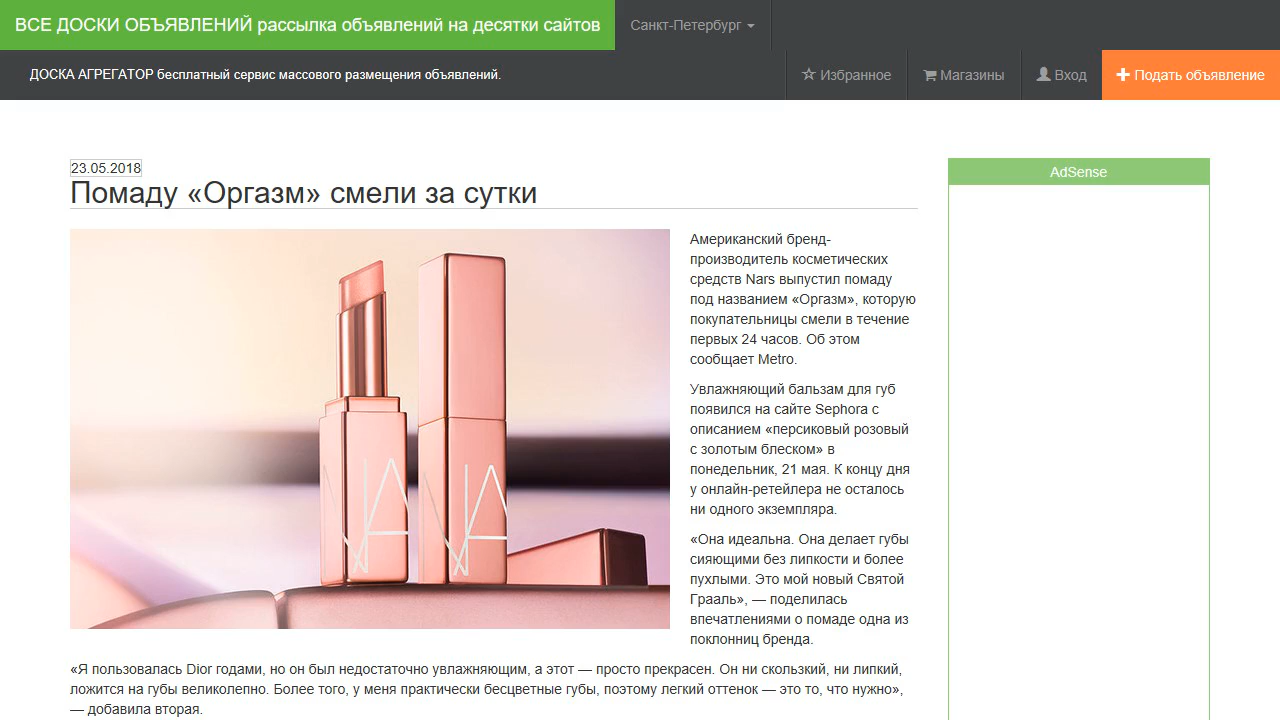 ВСЕ ДОСКИ ОБЪЯВЛЕНИЙ рассылка объявлений на десятки сайтов
Санкт-Петербург
ДОСКА АГРЕГАТОР бесплатный сервис массового размещения объявлений.
Избранное
Магазины
Вход
Подать объявление
23.05.2018
Помаду «Оргазм» смели за сутки
AdSense
Американский бренд-
производитель косметических
средств Nars выпустил помаду
под названием «Оргазм», которую
покупательницы смели в течение
первых 24 часов. Об этом
сообщает Metro.
Увлажняющий бальзам для губ
появился на сайте Sephora с
описанием «персиковый розовый
с золотым блеском» в
понедельник, 21 мая. К концу дня
у онлайн-ретейлера не осталось
ни одного экземпляра.
«Она идеальна. Она делает губы
сияющими без липкости и более
пухлыми. Это мой новый Святой
Грааль», — поделилась
впечатлениями о помаде одна из
поклонниц бренда.
«Я пользовалась Dior годами, но он был недостаточно увлажняющим, а этот — просто прекрасен. Он ни скользкий, ни липкий,
ложится на губы великолепно. Более того, у меня практически бесцветные губы, поэтому легкий оттенок — это то, что нужно»,
— добавила вторая.